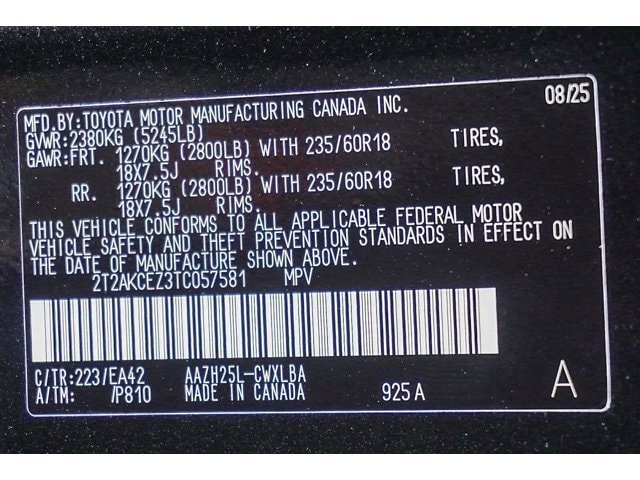 MFD.BY:TOYOTA MOTOR MANUFACTURING CANADA INC. 08/25
GVWR:2380KG (5245LB)
GAWR:FRT. 1270KG (2800LB) WITH 235/60R18 TIRES,
18X7.5J RIMS.
RR. 1270KG (2800LB) WITH 235/60R18 TIRES,
18X7.5J RIMS.
THIS VEHICLE CONFORMS TO ALL APPLICABLE FEDERAL MOTOR
VEHICLE SAFETY AND THEFT PREVENTION STANDARDS IN EFFECT ON
THE DATE OF MANUFACTURE SHOWN ABOVE.
2T2AKCEZ3TC057581 MPV
C/TR:223/EA42 AAZH25L-CWXLBA
A/TM: /P810 MADE IN CANADA 925A A